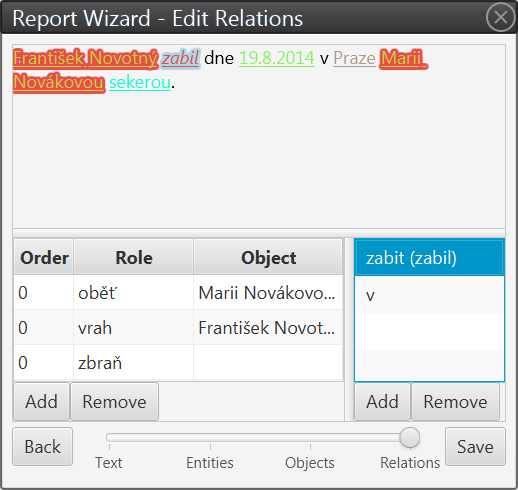 Report Wizard - Edit Relations
František Novotný zabil dne 19.8.2014 v Praze Marii
Novákovou sekerou.
Order Role Object
zabit (zabil)
0 oběť Marii Novákovo...
v
0 vrah František Novot...
0 zbraň
Add Remove
Add Remove
Back
Save
Text Entities Objects Relations